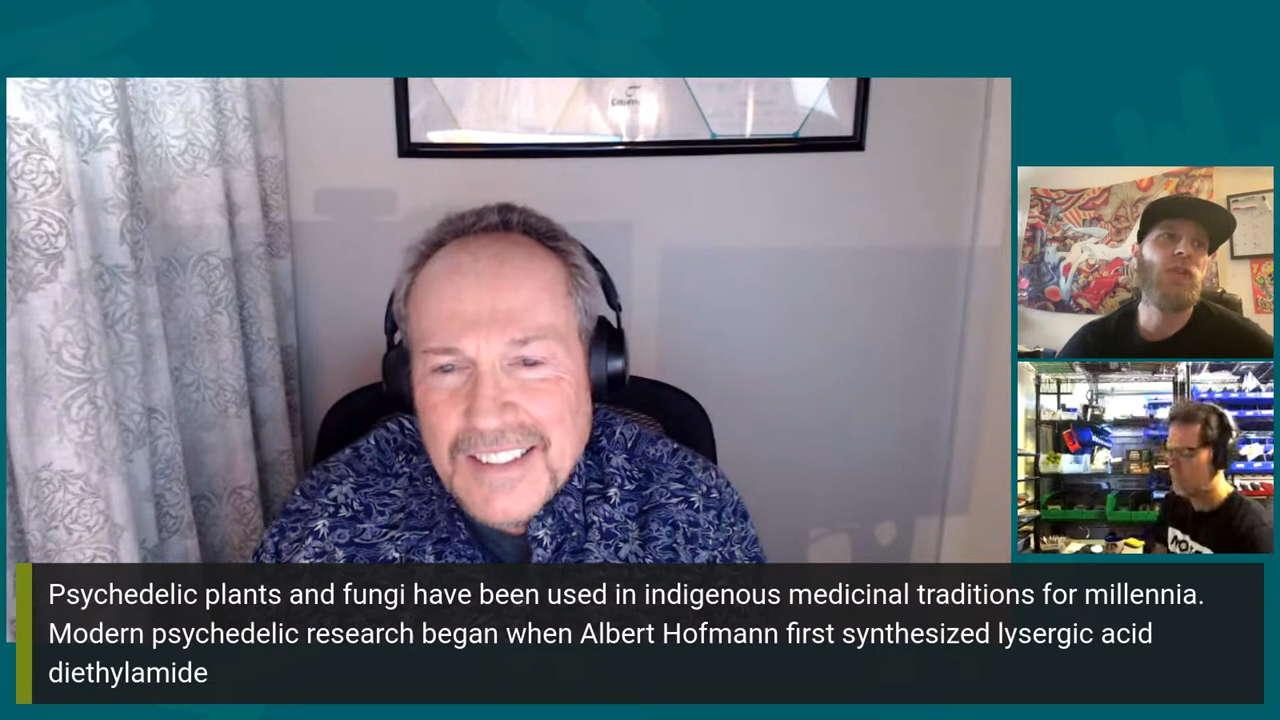 Psychedelic plants and fungi have been used in indigenous medicinal traditions for millennia.
Modern psychedelic research began when Albert Hofmann first synthesized lysergic acid
diethylamide